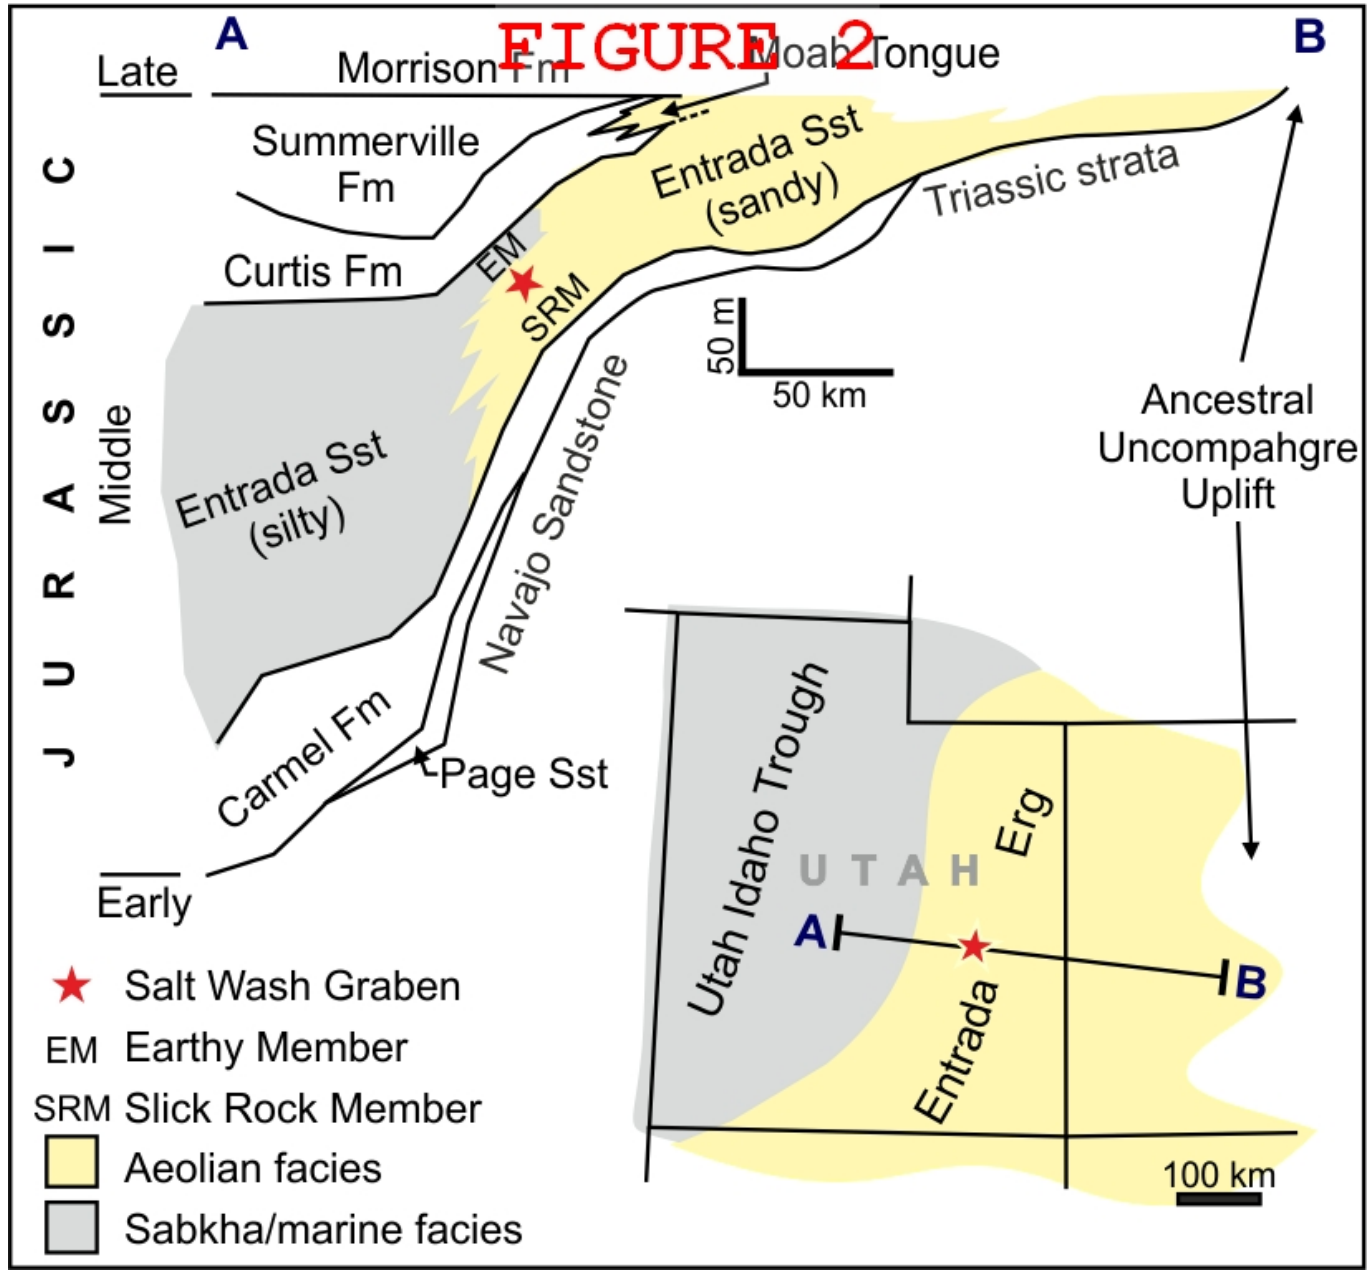 FIGURE 2
A
B
Late
Morrison Fm
Moab Tongue
Summerville
Fm
Entrada Sst
(sandy)
Triassic strata
EM
Curtis Fm
SRM
50 m
50 km
JURASSIC
Middle
Entrada Sst
(silty)
Navajo Sandstone
Ancestral
Uncompahgre
Uplift
Carmel Fm
Page Sst
Early
Utah Idaho Trough
Erg
UTAH
A
B
Entrada
100 km
Salt Wash Graben
EM Earthy Member
SRM Slick Rock Member
Aeolian facies
Sabkha/marine facies